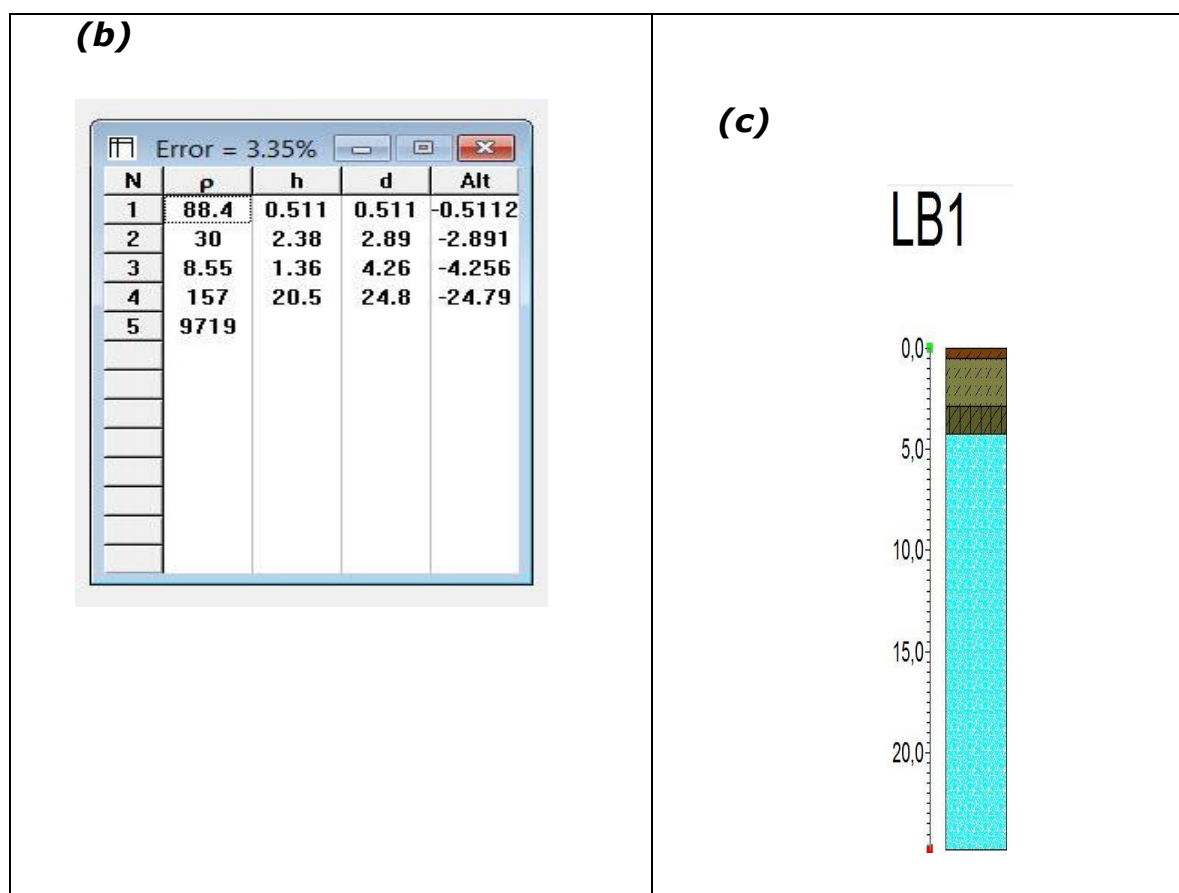 (b)
Error = 3.35%
N ρ h d Alt
1 88.4 0.511 0.511 -0.5112
2 30 2.38 2.89 -2.891
3 8.55 1.36 4.26 -4.256
4 157 20.5 24.8 -24.79
5 9719
(c)
LB1
0,0
5,0
10,0
15,0
20,0